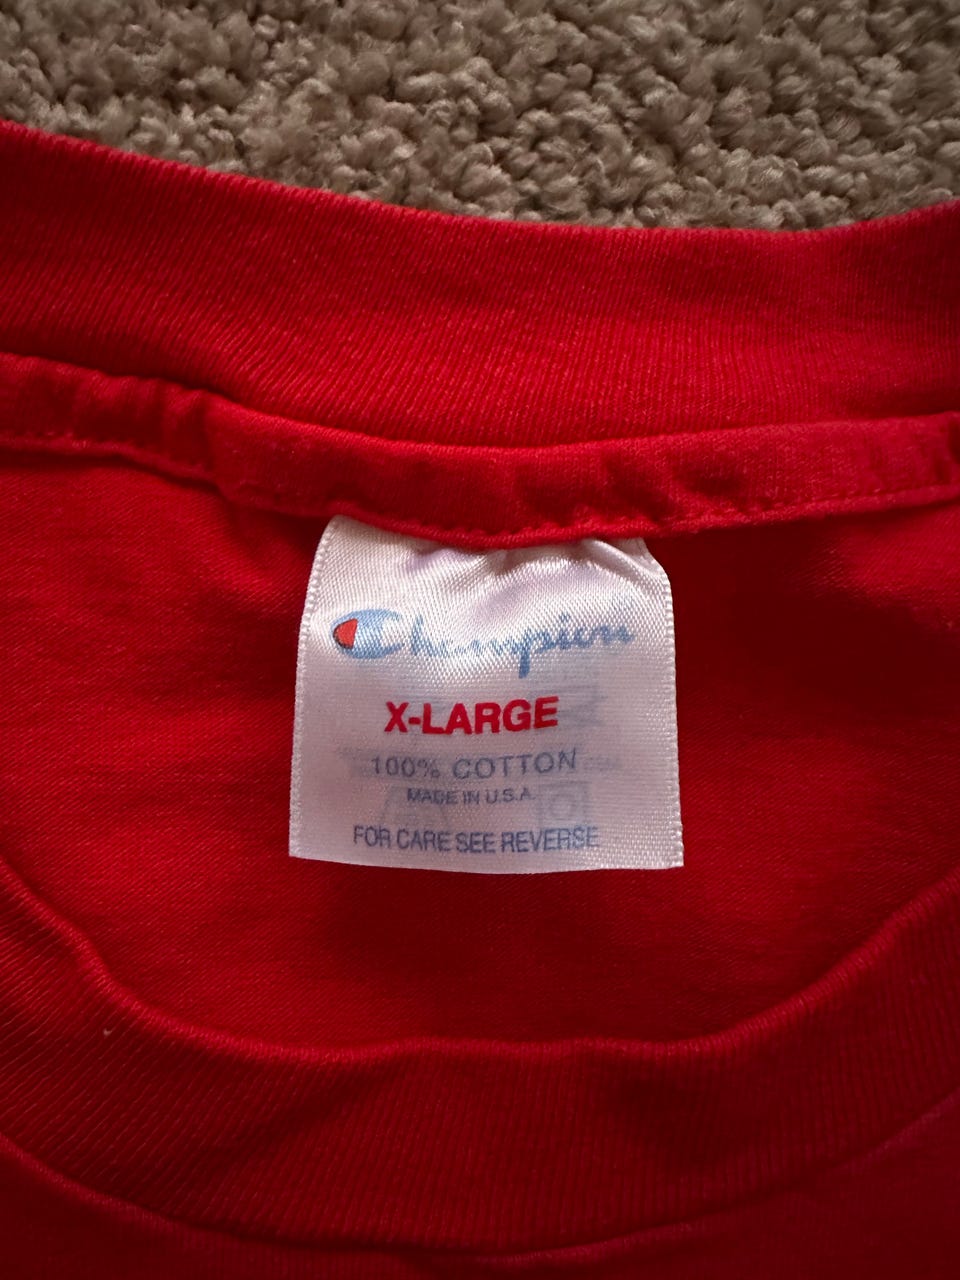 Champion
X-LARGE
100% COTTON
MADE IN U.S.A.
FOR CARE SEE REVERSE